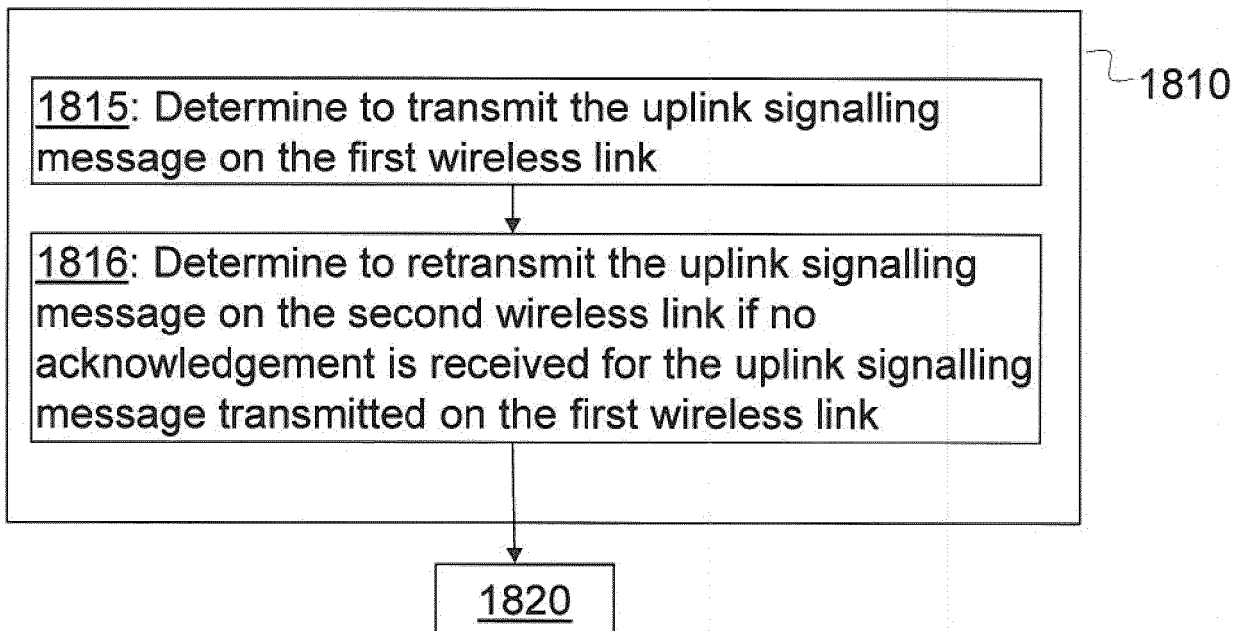 1810
1815: Determine to transmit the uplink signalling
message on the first wireless link
1816: Determine to retransmit the uplink signalling
message on the second wireless link if no
acknowledgement is received for the uplink signalling
message transmitted on the first wireless link
1820